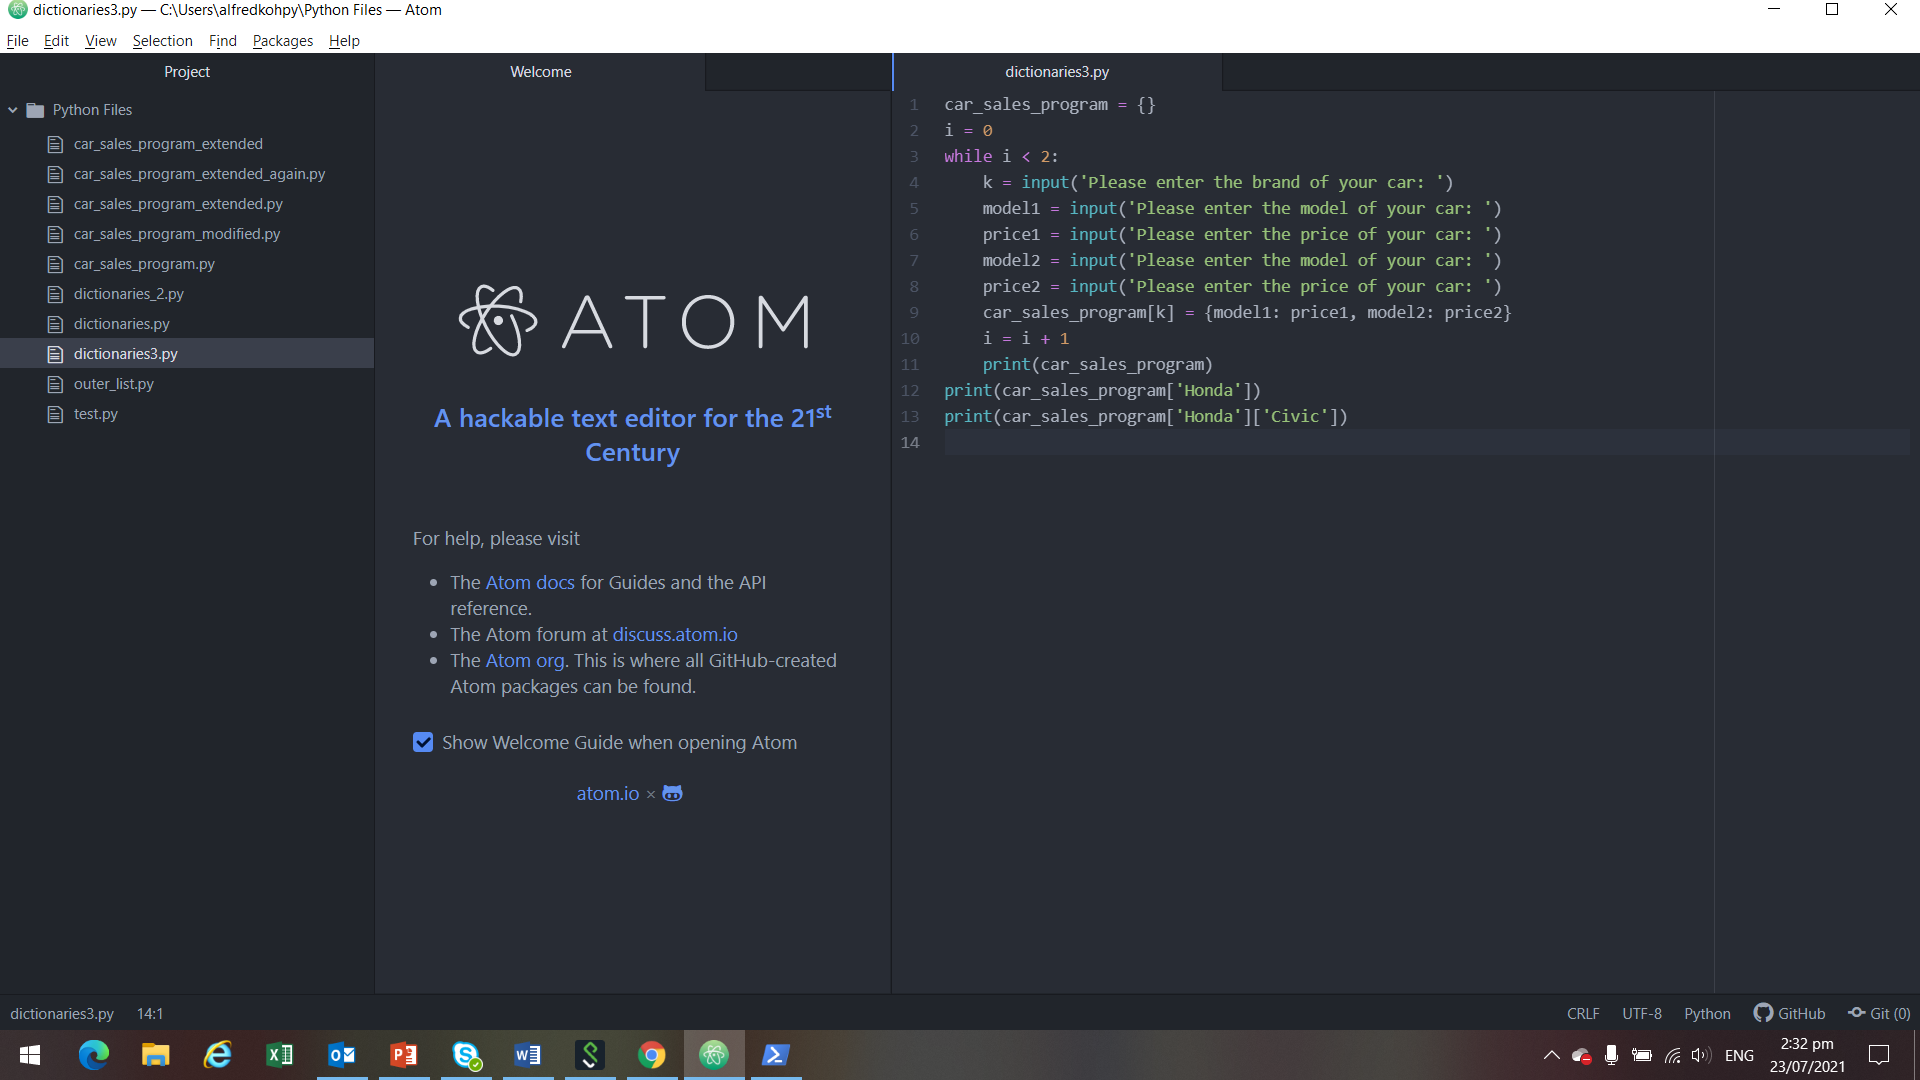 dictionaries3.py — C:\Users\alfredkohpy\Python Files — Atom
File Edit View Selection Find Packages Help
Project
Python Files
car_sales_program_extended
car_sales_program_extended_again.py
car_sales_program_extended.py
car_sales_program_modified.py
car_sales_program.py
dictionaries_2.py
dictionaries.py
dictionaries3.py
outer_list.py
test.py
Welcome
ATOM
A hackable text editor for the 21st
Century
For help, please visit
• The Atom docs for Guides and the API
reference.
• The Atom forum at discuss.atom.io
• The Atom org. This is where all GitHub-created
Atom packages can be found.
Show Welcome Guide when opening Atom
atom.io ×
dictionaries3.py
1 car_sales_program = {}
2 i = 0
3 while i < 2:
4     k = input('Please enter the brand of your car: ')
5     model1 = input('Please enter the model of your car: ')
6     price1 = input('Please enter the price of your car: ')
7     model2 = input('Please enter the model of your car: ')
8     price2 = input('Please enter the price of your car: ')
9     car_sales_program[k] = {model1: price1, model2: price2}
10     i = i + 1
11     print(car_sales_program)
12 print(car_sales_program['Honda'])
13 print(car_sales_program['Honda']['Civic'])
14
dictionaries3.py 14:1
CRLF UTF-8 Python GitHub Git (0)
ENG
2:32 pm
23/07/2021